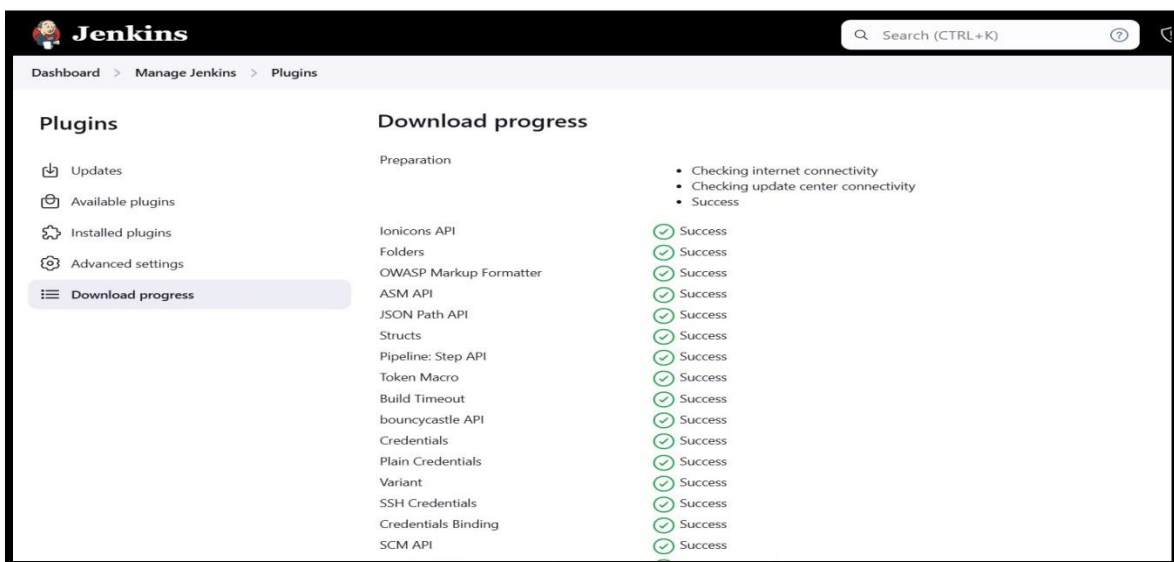 Jenkins
Search (CTRL+K)
Dashboard > Manage Jenkins > Plugins
Plugins
Updates
Available plugins
Installed plugins
Advanced settings
Download progress
Download progress
Preparation
• Checking internet connectivity
• Checking update center connectivity
• Success
Ionicons API Success
Folders Success
OWASP Markup Formatter Success
ASM API Success
JSON Path API Success
Structs Success
Pipeline: Step API Success
Token Macro Success
Build Timeout Success
bouncycastle API Success
Credentials Success
Plain Credentials Success
Variant Success
SSH Credentials Success
Credentials Binding Success
SCM API Success